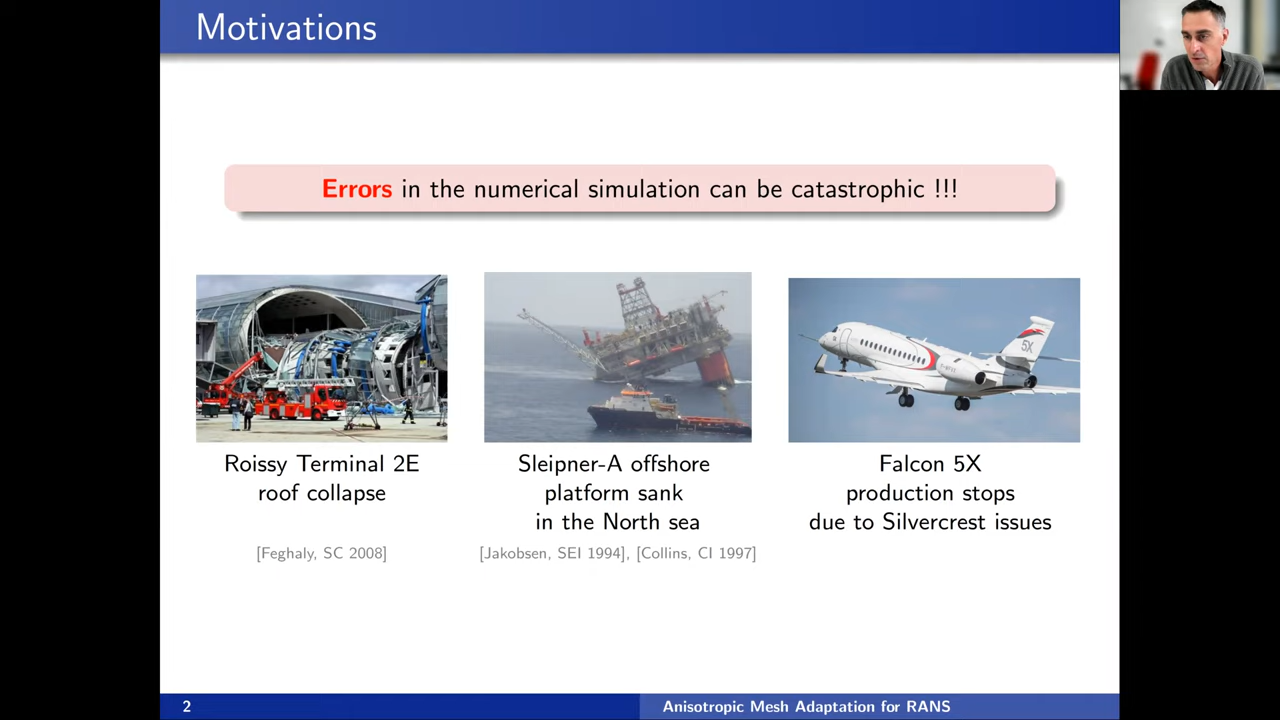 Motivations
Errors in the numerical simulation can be catastrophic !!!
5X
Roissy Terminal 2E
roof collapse
[Feghaly, SC 2008]
Sleipner-A offshore
platform sank
in the North sea
[Jakobsen, SEI 1994], [Collins, CI 1997]
Falcon 5X
production stops
due to Silvercrest issues
2
Anisotropic Mesh Adaptation for RANS